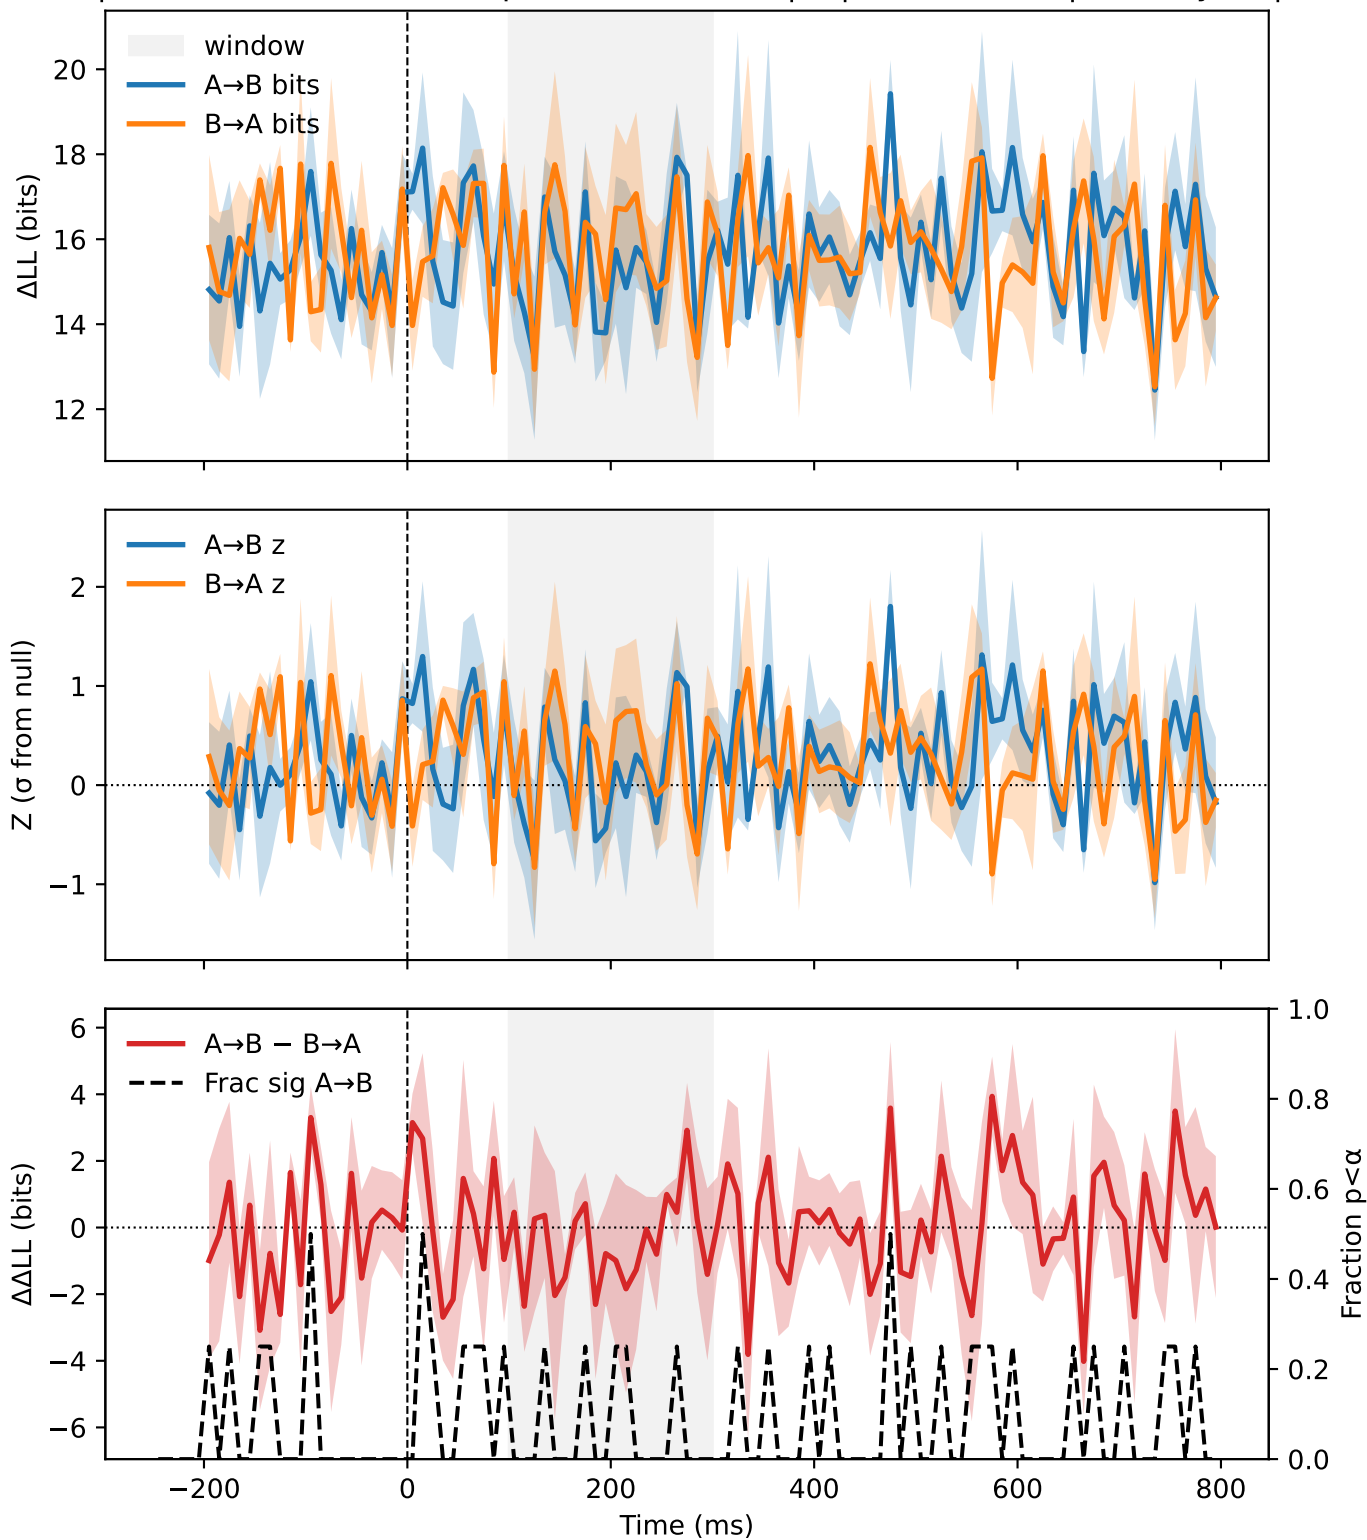 window
A→B bits
B→A bits
ΔLL (bits)
20
18
16
14
12
A→B z
B→A z
Z (σ from null)
2
1
0
−1
A→B − B→A
Frac sig A→B
ΔΔLL (bits)
6
4
2
0
−2
−4
−6
1.0
0.8
0.6
0.4
0.2
0.0
Fraction p<α
−200
0
200
400
600
800
Time (ms)